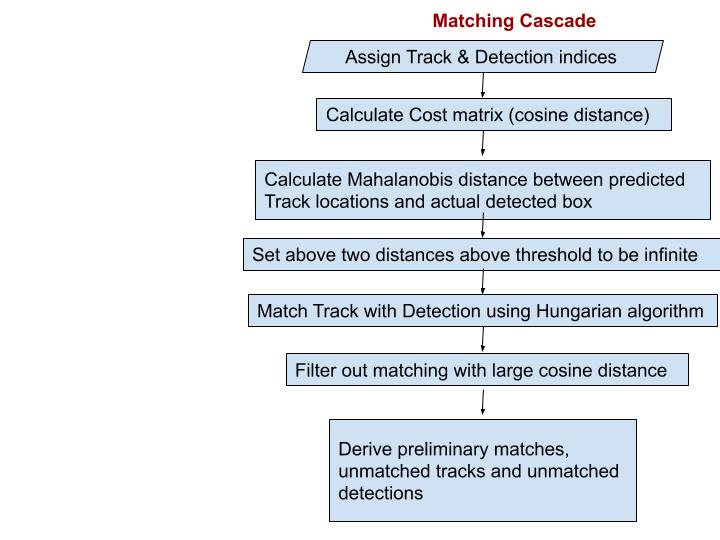 Matching Cascade
Assign Track & Detection indices
Calculate Cost matrix (cosine distance)
Calculate Mahalanobis distance between predicted
Track locations and actual detected box
Set above two distances above threshold to be infinite
Match Track with Detection using Hungarian algorithm
Filter out matching with large cosine distance
Derive preliminary matches,
unmatched tracks and unmatched
detections